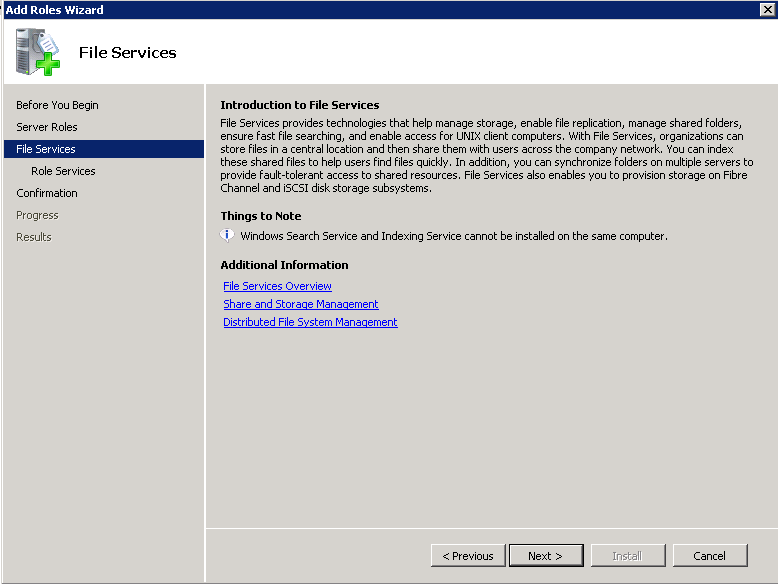 Add Roles Wizard
File Services
Before You Begin
Server Roles
File Services
Role Services
Confirmation
Progress
Results
Introduction to File Services
File Services provides technologies that help manage storage, enable file replication, manage shared folders,
ensure fast file searching, and enable access for UNIX client computers. With File Services, organizations can
store files in a central location and then share them with users across the company network. You can index
these shared files to help users find files quickly. In addition, you can synchronize folders on multiple servers to
provide fault-tolerant access to shared resources. File Services also enables you to provision storage on Fibre
Channel and iSCSI disk storage subsystems.
Things to Note
Windows Search Service and Indexing Service cannot be installed on the same computer.
Additional Information
File Services Overview
Share and Storage Management
Distributed File System Management
< Previous
Next >
Install
Cancel